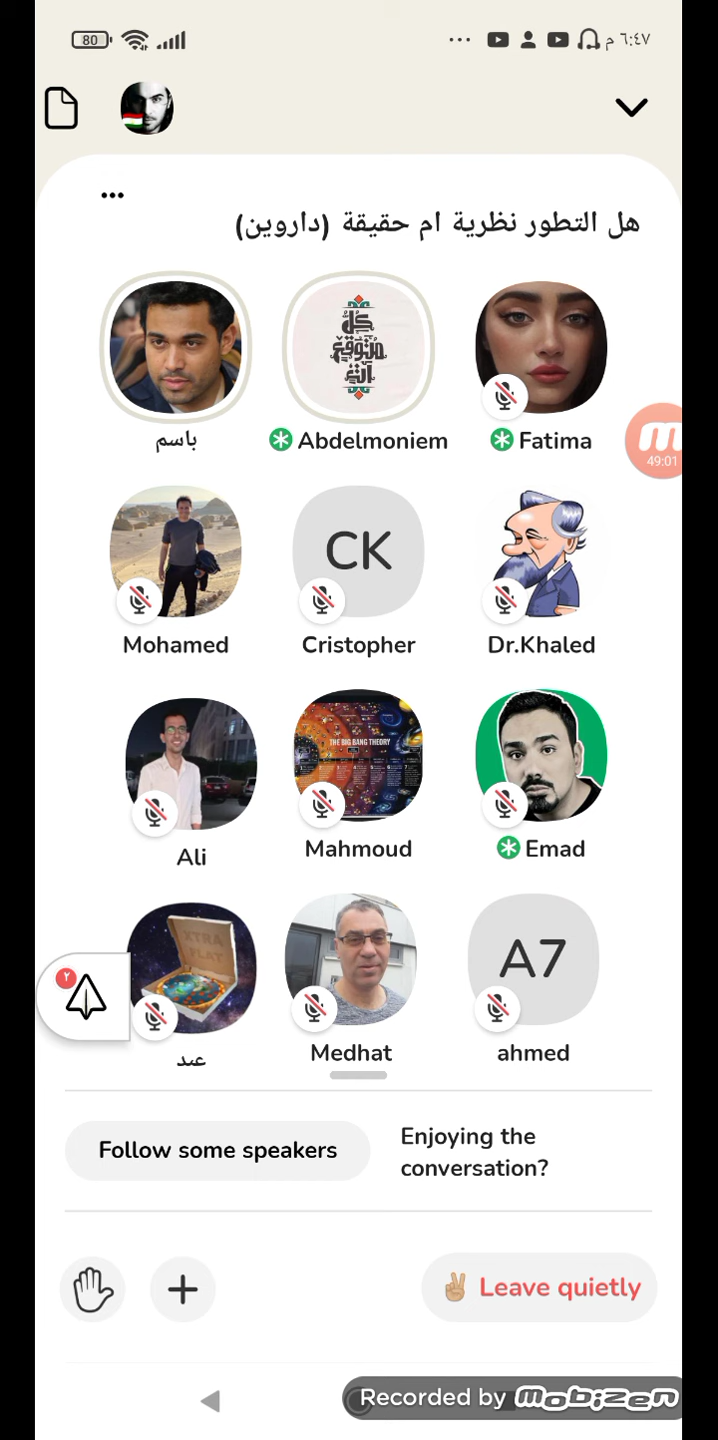 80
٦:٤٧ م
هل التطور نظرية ام حقيقة (داروين)
باسم
Abdelmoniem
Fatima
49:01
Mohamed
CK
Cristopher
Dr.Khaled
Ali
THE BIG BANG THEORY
Mahmoud
Emad
XTRA
FLAT
٢
عبد
Medhat
A7
ahmed
Follow some speakers
Enjoying the
conversation?
Leave quietly
Recorded by mobizen